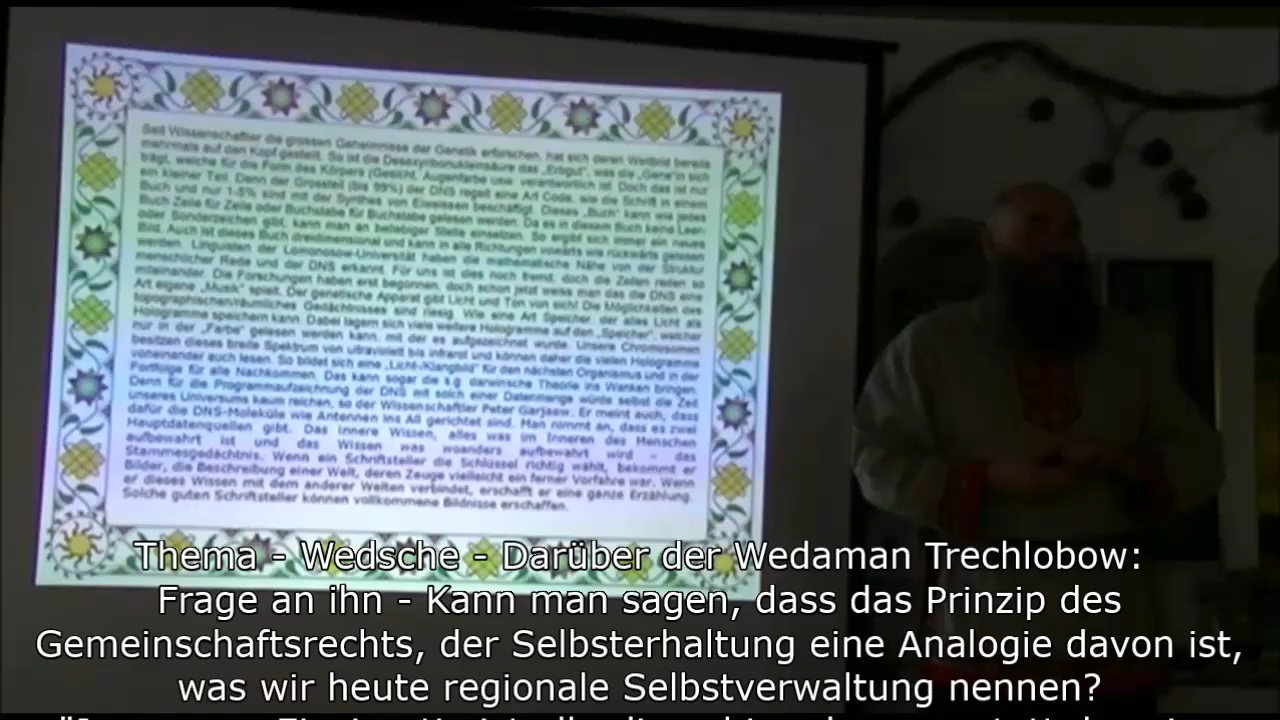 Seit Wissenschaftler die grossen Geheimnisse der Genetik erforschen, hat sich deren Weltbild bereits
mehrmals auf den Kopf gestellt. So ist die Desoxyribonukleinsäure das „Erbgut“, was die „Gene“in sich
trägt, welche für die Form des Körpers (Gesicht, Augenfarbe usw. verantwortlich ist. Doch das ist nur
ein kleiner Teil. Denn der Grossteil (bis 99%) der DNS regelt eine Art Code, wie die Schrift in einem
Buch und nur 1-5% sind mit der Synthes von Eiweissen beschäftigt. Dieses „Buch“ kann wie jedes
Buch Zeile für Zeile oder Buchstabe für Buchstabe gelesen werden. Da es in diesem Buch keine Leer-
oder Sonderzeichen gibt, kann man an beliebiger Stelle einsetzen. So ergibt sich immer ein neues
Bild. Auch ist dieses Buch dreidimensional und kann in alle Richtungen vorwärts wie rückwärts gelesen
werden. Linguisten der Lomonosow-Universität haben die mathematische Nähe von der Struktur
menschlicher Rede und der DNS erkannt. Für uns ist dies noch fremd, doch die Zellen reden so
miteinander. Die Forschungen haben erst begonnen, doch schon jetzt weiss man das die DNS eine
Art eigene „Musik“ spielt. Der genetische Apparat gibt Licht und Ton von sich! Die Möglichkeiten des
topographischen/räumlichen Gedächtnisses sind riesig. Wie eine Art Speicher, der alles Licht als
Hologramme speichern kann. Dabei lagern sich viele weitere Hologramme auf den „Speicher“, welcher
nur in der „Farbe“ gelesen werden kann, mit der es aufgezeichnet wurde. Unsere Chromosomen
besitzen dieses breite Spektrum von ultraviolett bis infrarot und können daher die vielen Hologramme
voneinander auch lesen. So bildet sich eine „Licht-/Klangbild“ für den nächsten Organismus und in der
Fortfolge für alle Nachkommen. Das kann sogar die s.g. darwinsche Theorie ins Wanken bringen.
Denn für die Programmaufzeichnung der DNS mit solch einer Datenmenge würde selbst die Zeit
unseres Universums kaum reichen, so der Wissenschaftler Peter Garjaew. Er meint auch, dass
dafür die DNS-Moleküle wie Antennen ins All gerichtet sind. Man nimmt an, dass es zwei
Hauptdatenquellen gibt. Das Innere Wissen, alles was im Inneren des Menschen
aufbewahrt ist und das Wissen was woanders aufbewahrt wird – das
Stammesgedächtnis. Wenn ein Schriftsteller die Schlüssel richtig wählt, bekommt er
Bilder, die Beschreibung einer Welt, deren Zeuge vielleicht ein ferner Vorfahre war. Wenn
er dieses Wissen mit dem anderer Welten verbindet, erschafft er eine ganze Erzählung.
Solche guten Schriftsteller können vollkommene Bildnisse erschaffen.
Thema - Wedsche - Darüber der Wedaman Trechlobow:
Frage an ihn - Kann man sagen, dass das Prinzip des
Gemeinschaftsrechts, der Selbsterhaltung eine Analogie davon ist,
was wir heute regionale Selbstverwaltung nennen?